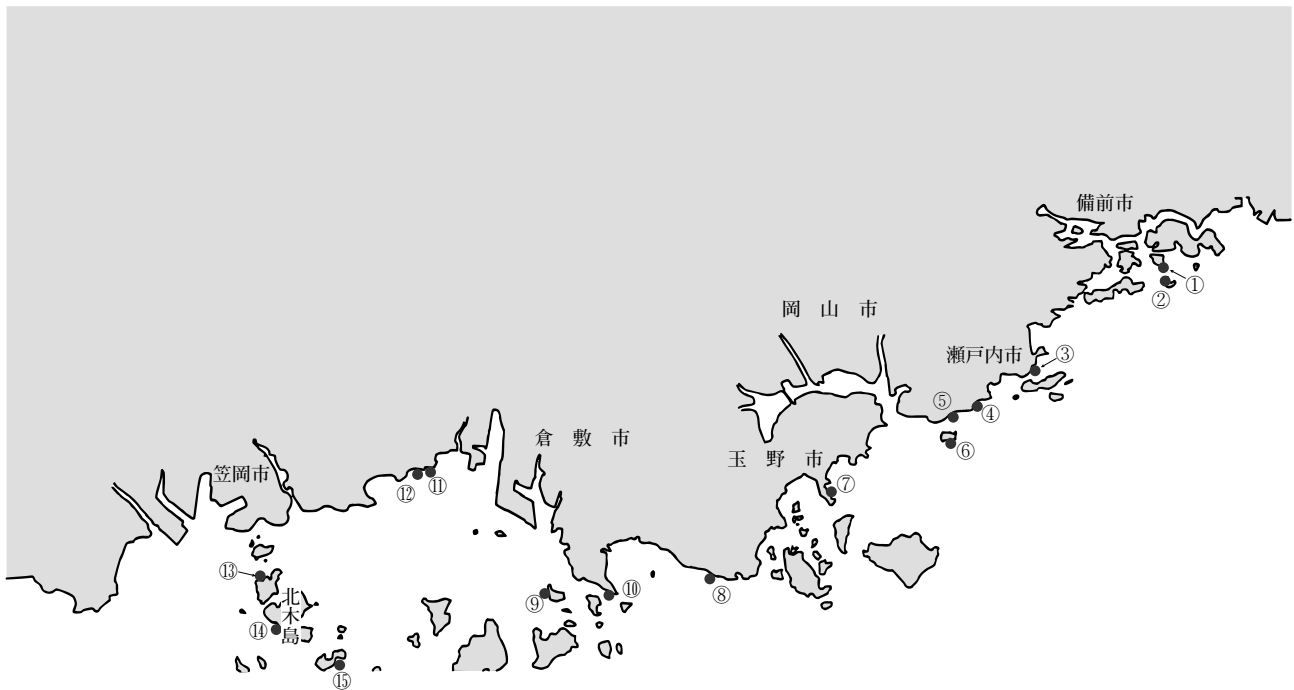 備前市
①
②
岡山市
瀬戸内市
③
⑤
④
⑥
倉敷市
玉野市
笠岡市
⑦
⑫
⑪
⑬
⑧
⑨
⑩
北木島
⑭
⑮